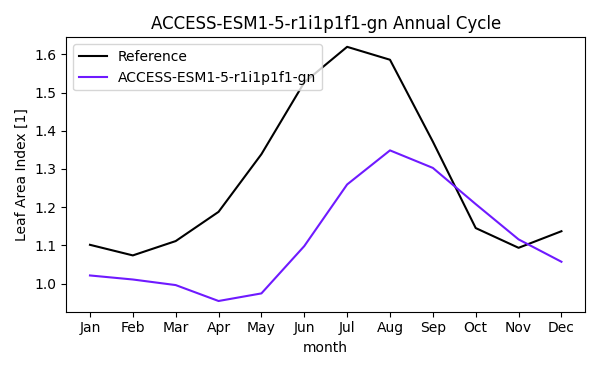 ACCESS-ESM1-5-r1i1p1f1-gn Annual Cycle
Reference
ACCESS-ESM1-5-r1i1p1f1-gn
Leaf Area Index [1]
1.6
1.5
1.4
1.3
1.2
1.1
1.0
Jan Feb Mar Apr May Jun Jul Aug Sep Oct Nov Dec
month